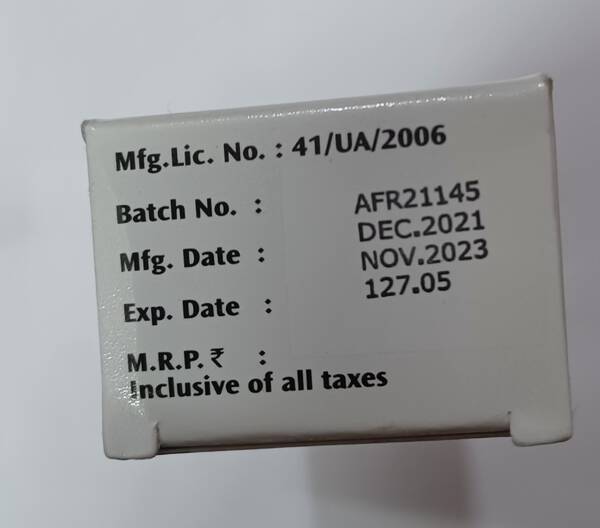 Mfg.Lic. No. : 41/UA/2006
Batch No. : AFR21145
Mfg. Date : DEC.2021
Exp. Date : NOV.2023
M.R.P. ₹ : 127.05
Inclusive of all taxes